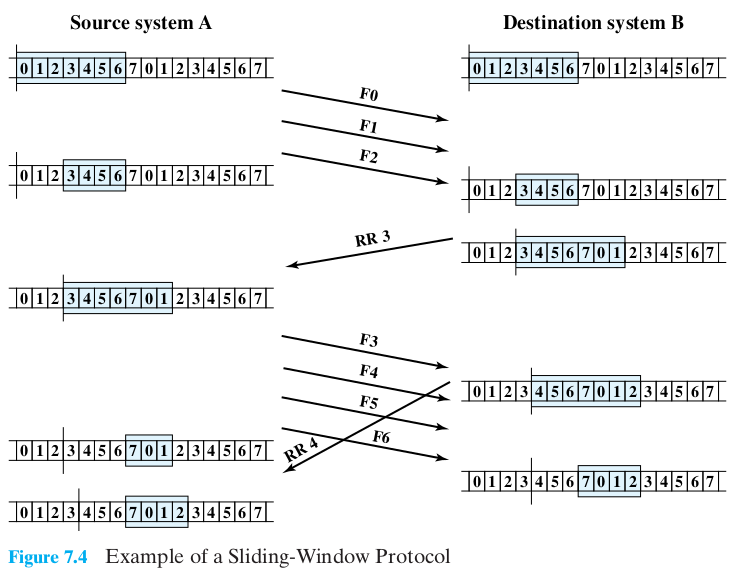 Source system A Destination system B
0 1 2 3 4 5 6 7 0 1 2 3 4 5 6 7 0 1 2 3 4 5 6 7 0 1 2 3 4 5 6 7
F0
F1
F2
0 1 2 3 4 5 6 7 0 1 2 3 4 5 6 7 0 1 2 3 4 5 6 7 0 1 2 3 4 5 6 7
RR 3
0 1 2 3 4 5 6 7 0 1 2 3 4 5 6 7
0 1 2 3 4 5 6 7 0 1 2 3 4 5 6 7
F3
F4
0 1 2 3 4 5 6 7 0 1 2 3 4 5 6 7
F5
F6
RR 4
0 1 2 3 4 5 6 7 0 1 2 3 4 5 6 7
0 1 2 3 4 5 6 7 0 1 2 3 4 5 6 7
0 1 2 3 4 5 6 7 0 1 2 3 4 5 6 7
Figure 7.4 Example of a Sliding-Window Protocol